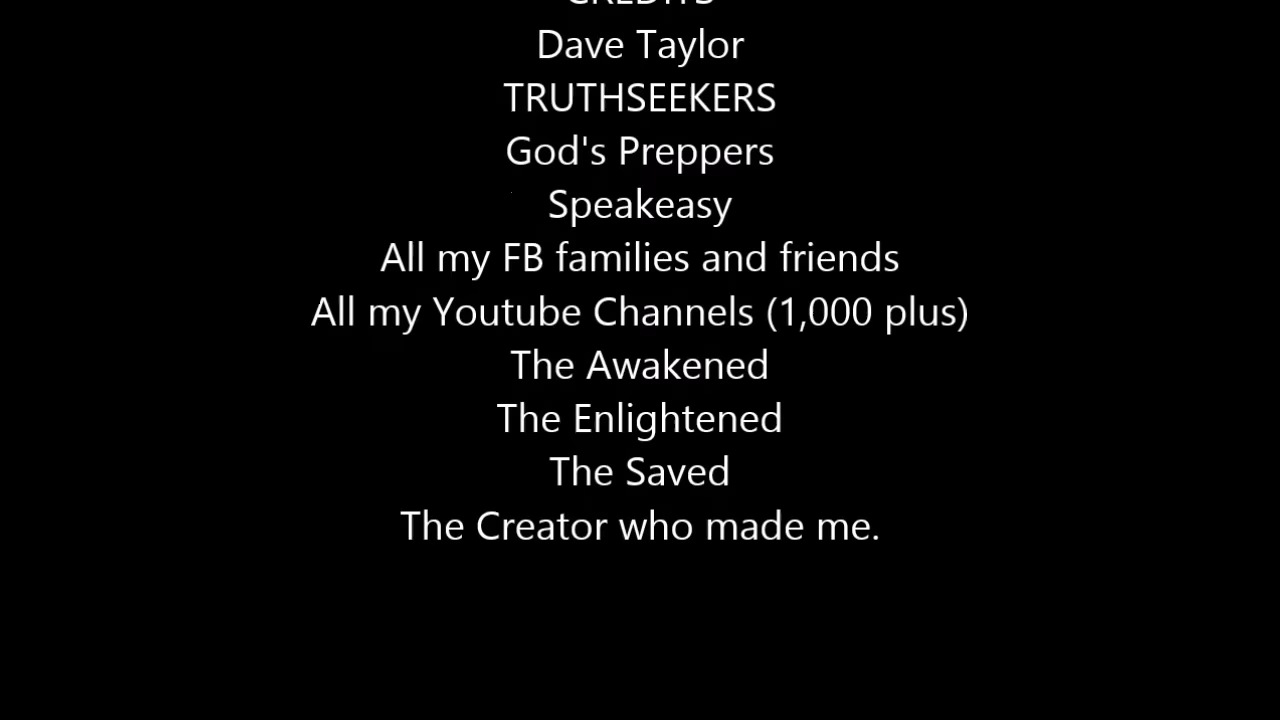 CREDITS
Dave Taylor
TRUTHSEEKERS
God's Preppers
Speakeasy
All my FB families and friends
All my Youtube Channels (1,000 plus)
The Awakened
The Enlightened
The Saved
The Creator who made me.